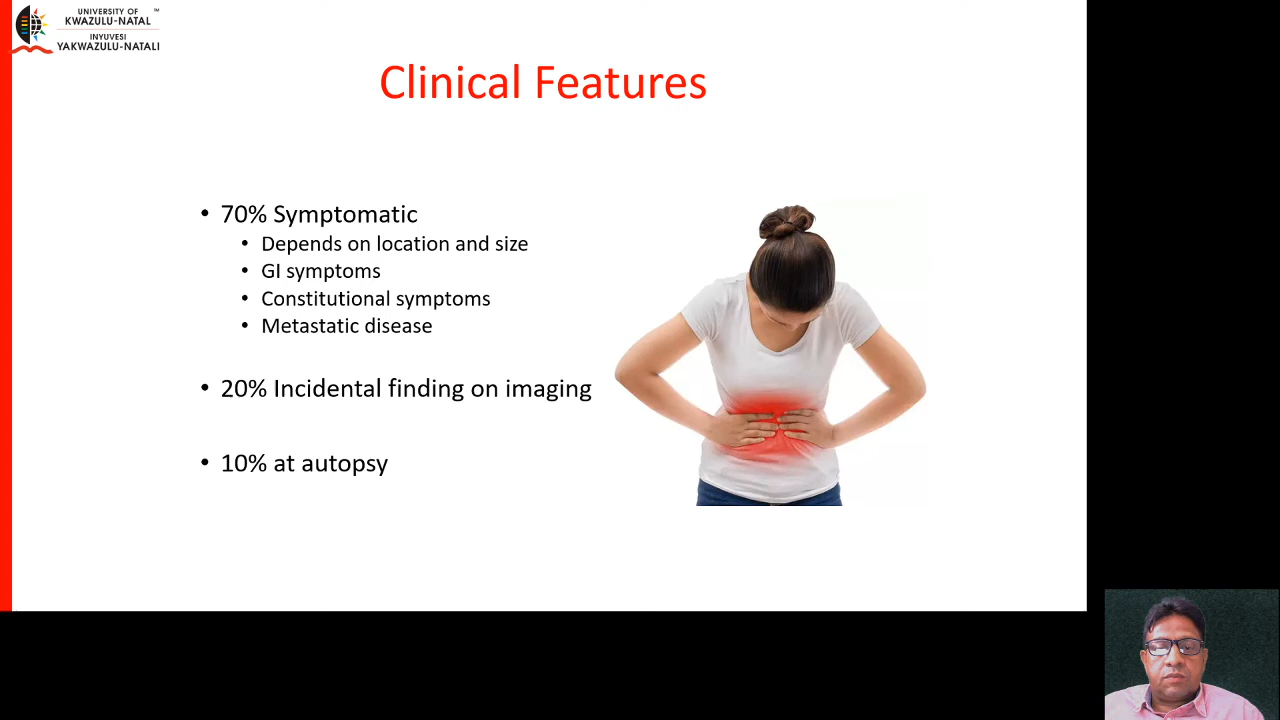 UNIVERSITY OF ™
KWAZULU-NATAL
INYUVESI
YAKWAZULU-NATALI
Clinical Features
• 70% Symptomatic
• Depends on location and size
• GI symptoms
• Constitutional symptoms
• Metastatic disease
• 20% Incidental finding on imaging
• 10% at autopsy